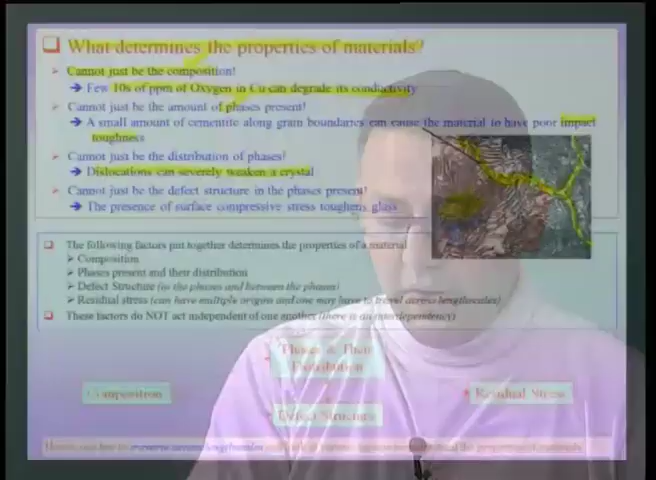 What determines the properties of materials?
Cannot just be the composition!
Few 10s of ppm of Oxygen in Cu can degrade its conductivity
Cannot just be the amount of phases present!
A small amount of cementite along grain boundaries can cause the material to have poor impact
toughness
Cannot just be the distribution of phases!
Dislocations can severely weaken a crystal
Cannot just be the defect structure in the phases present!
The presence of surface compressive stress toughens glass
The following factors put together determines the properties of a material
Composition
Phases present and their distribution
Defect Structure (in the phases and between the phases)
Residual stress (can have multiple origins and one may have to travel across lengthscales)
These factors do NOT act independent of one another (there is an interdependency)
Phases & Their
Distribution
Composition
Residual Stress
Defect Structure